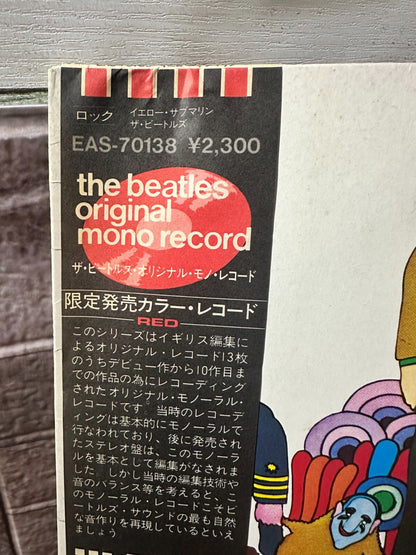 ロック
イエロー・サブマリン
ザ・ビートルズ
EAS-70138 ¥2,300
the beatles
original
mono record
ザ・ビートルズ・オリジナル・モノ・レコード
限定発売カラー・レコード
RED
このシリーズはイギリス編集に
よるオリジナル・レコード13枚
のうちデビュー作から10作目ま
での作品の為にレコーディング
されたオリジナル・モノーラル・
レコードです。当時のレコーデ
ィングは基本的にモノーラルで
行なわれており、後に発売され
たステレオ盤は、このモノーラ
ルを基本として編集がなされま
した。しかし当時の編集技術や
音のバランス等を考えると、こ
のモノーラル・レコードこそビ
ートルズ・サウンドの最も自然
な音作りを再現しているといえ
ましょう